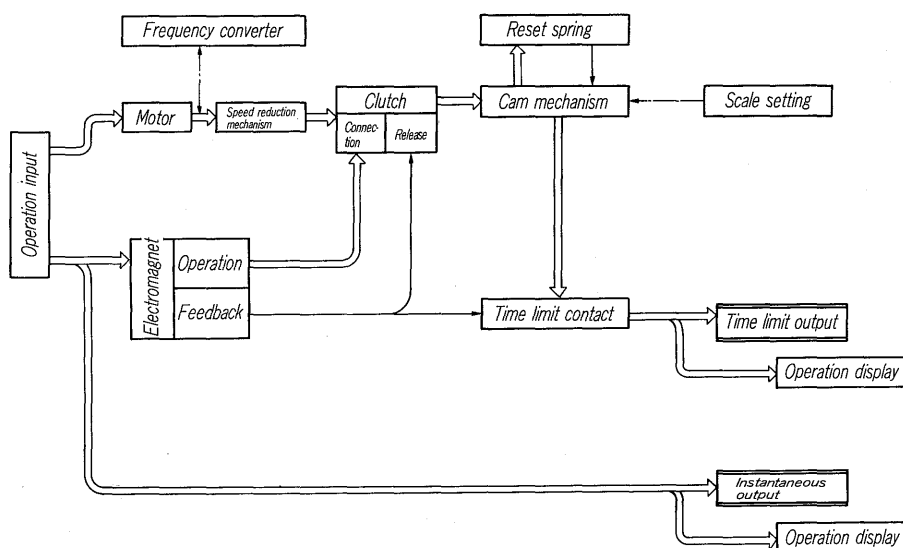 Frequency converter
Reset spring
Motor
Speed reduction
mechanism
Clutch
Connec-
tion
Release
Cam mechanism
Scale setting
Operation input
Electromagnet
Operation
Feedback
Time limit contact
Time limit output
Operation display
Instantaneous
output
Operation display